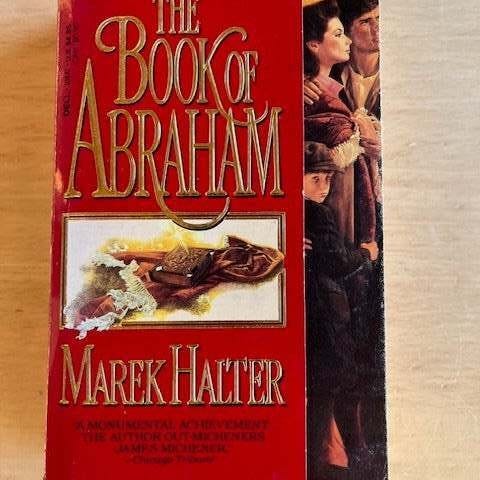 THE
BOOK OF
ABRAHAM
MAREK HALTER
"A MONUMENTAL ACHIEVEMENT
THE AUTHOR OUT-MICHENERS
JAMES MICHENER."
—Chicago Tribune